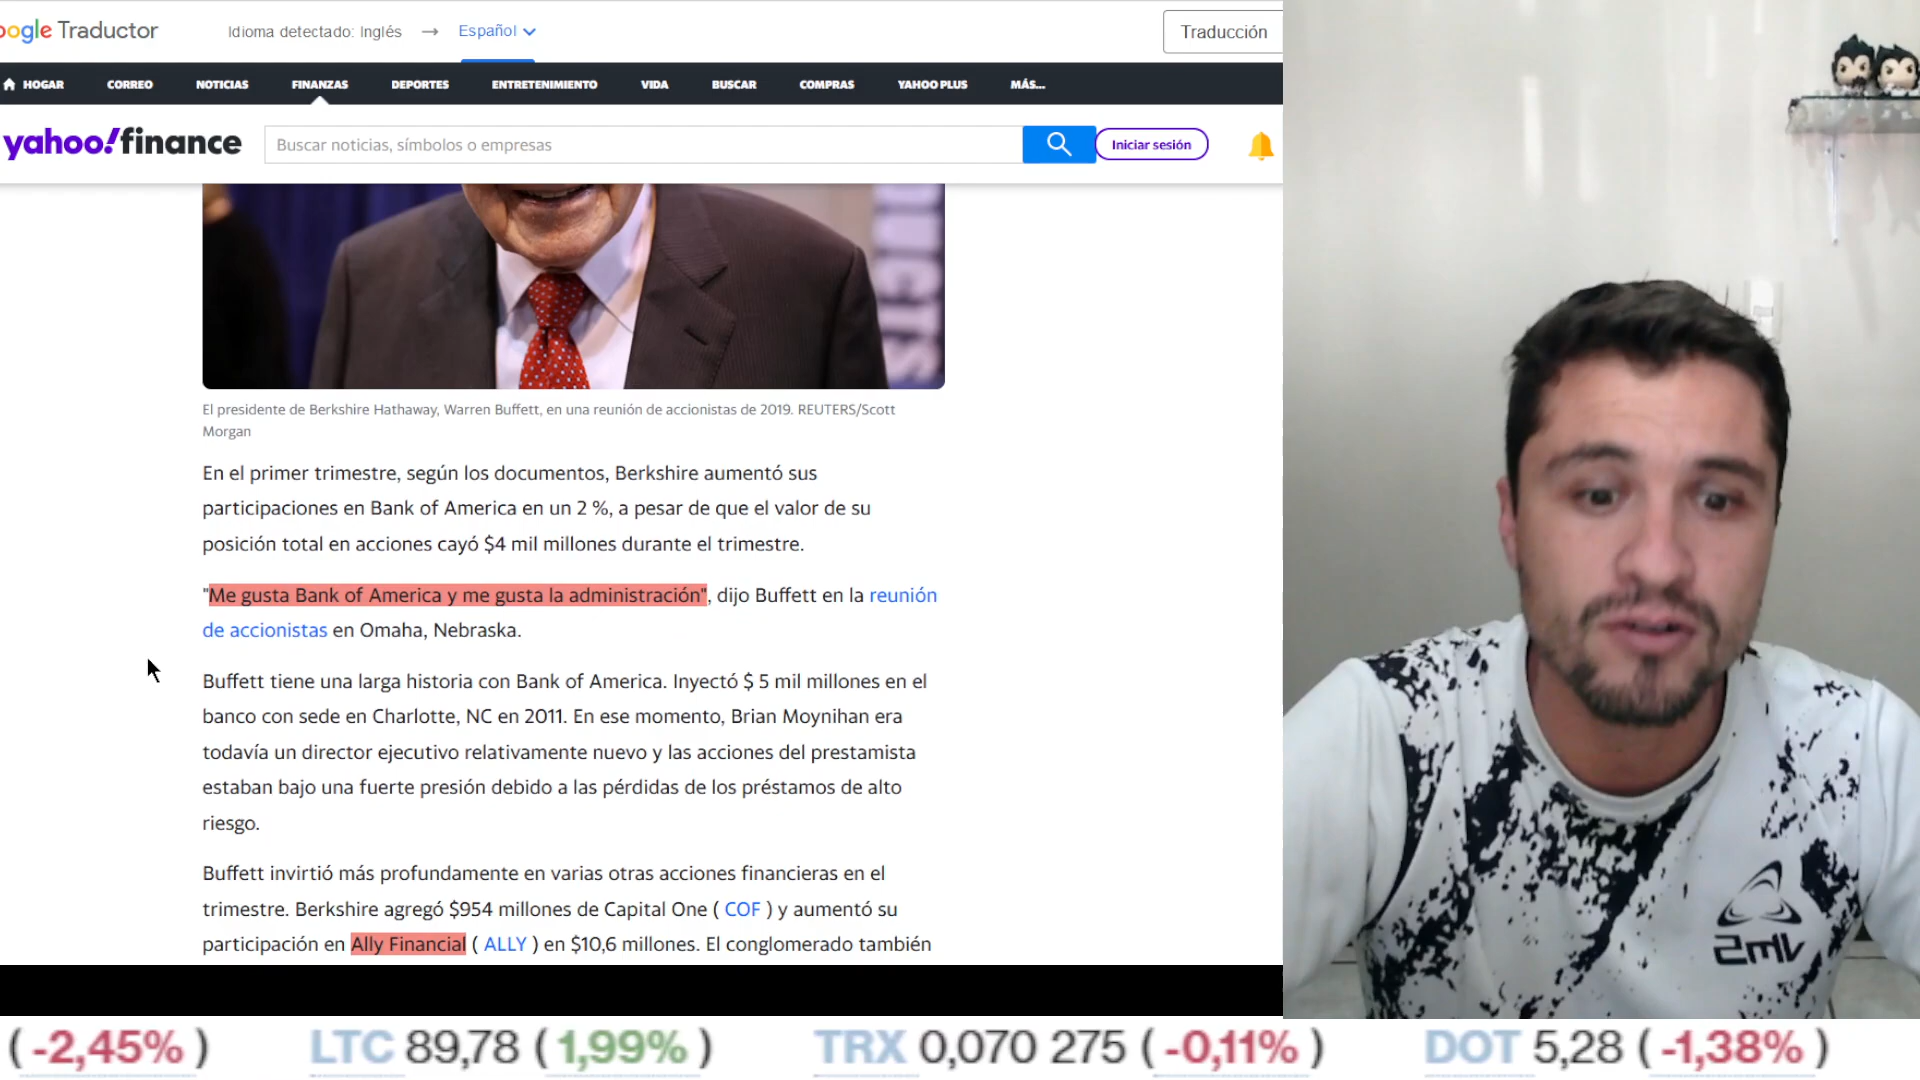 oogle Traductor
Idioma detectado: Inglés → Español
Traducción
HOGAR CORREO NOTICIAS FINANZAS DEPORTES ENTRETENIMIENTO VIDA BUSCAR COMPRAS YAHOO PLUS MÁS...
yahoo!finance
Buscar noticias, símbolos o empresas
Iniciar sesión
El presidente de Berkshire Hathaway, Warren Buffett, en una reunión de accionistas de 2019. REUTERS/Scott
Morgan
En el primer trimestre, según los documentos, Berkshire aumentó sus
participaciones en Bank of America en un 2 %, a pesar de que el valor de su
posición total en acciones cayó $4 mil millones durante el trimestre.
"Me gusta Bank of America y me gusta la administración", dijo Buffett en la reunión
de accionistas en Omaha, Nebraska.
Buffett tiene una larga historia con Bank of America. Inyectó $ 5 mil millones en el
banco con sede en Charlotte, NC en 2011. En ese momento, Brian Moynihan era
todavía un director ejecutivo relativamente nuevo y las acciones del prestamista
estaban bajo una fuerte presión debido a las pérdidas de los préstamos de alto
riesgo.
Buffett invirtió más profundamente en varias otras acciones financieras en el
trimestre. Berkshire agregó $954 millones de Capital One ( COF ) y aumentó su
participación en Ally Financial ( ALLY ) en $10,6 millones. El conglomerado también
(-2,45%) LTC 89,78 (1,99%) TRX 0,070 275 (-0,11%) DOT 5,28 (-1,38%)